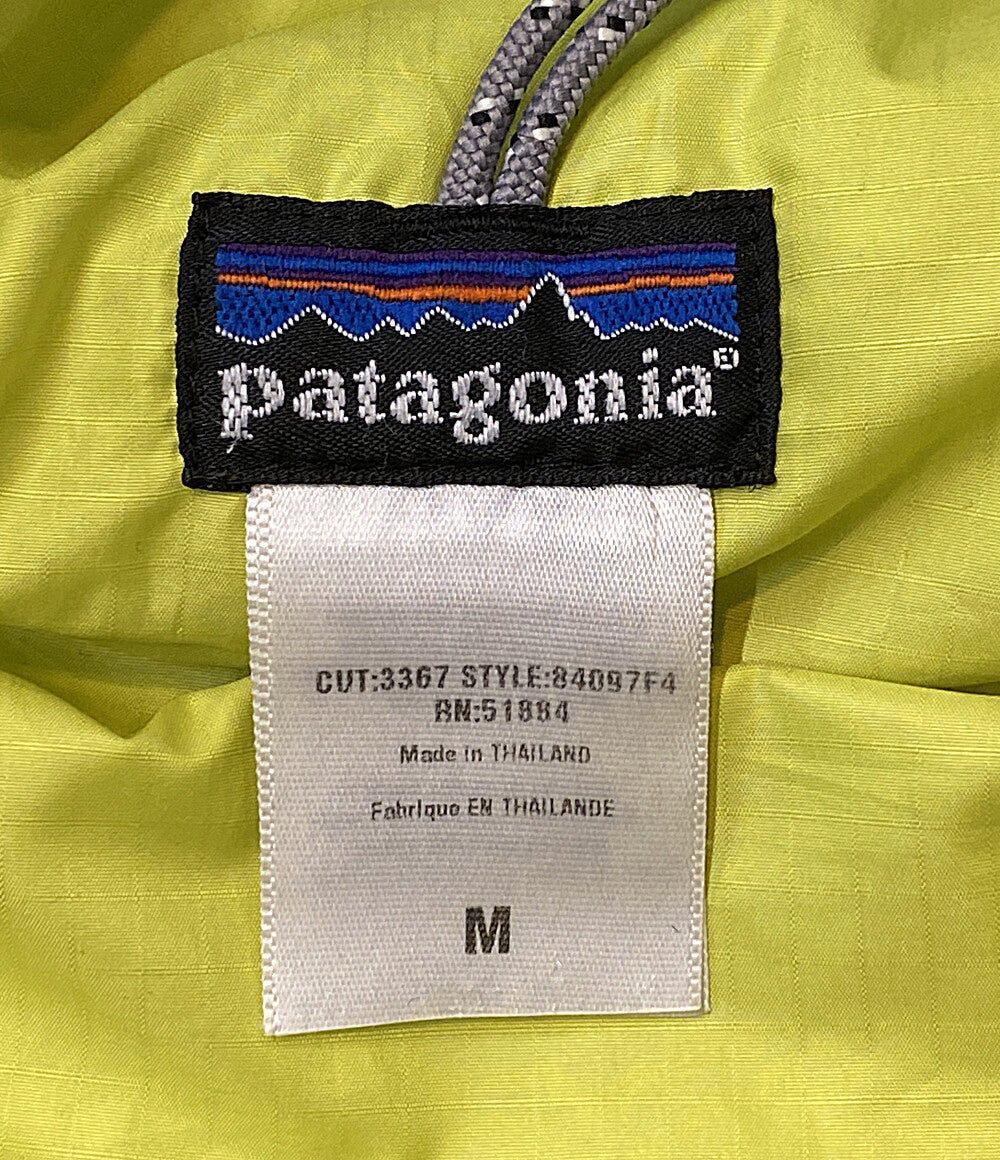 patagonia®
CUT:3367 STYLE:84097F4
RN:51884
Made in THAILAND
Fabrique EN THAILANDE
M